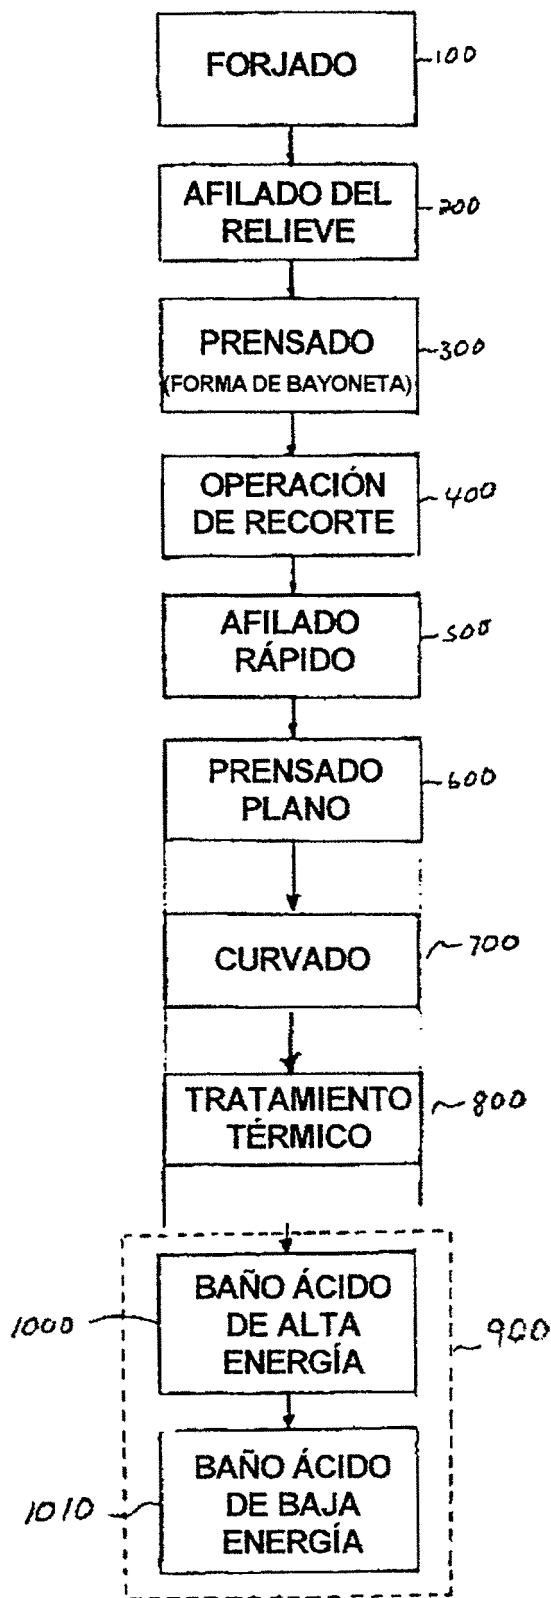 FORJADO
100
AFILADO DEL
RELIEVE
200
PRENSADO
(FORMA DE BAYONETA)
300
OPERACIÓN
DE RECORTE
400
AFILADO
RÁPIDO
500
PRENSADO
PLANO
600
CURVADO
700
TRATAMIENTO
TÉRMICO
800
BAÑO ÁCIDO
DE ALTA
ENERGÍA
1000
900
BAÑO ÁCIDO
DE BAJA
ENERGÍA
1010